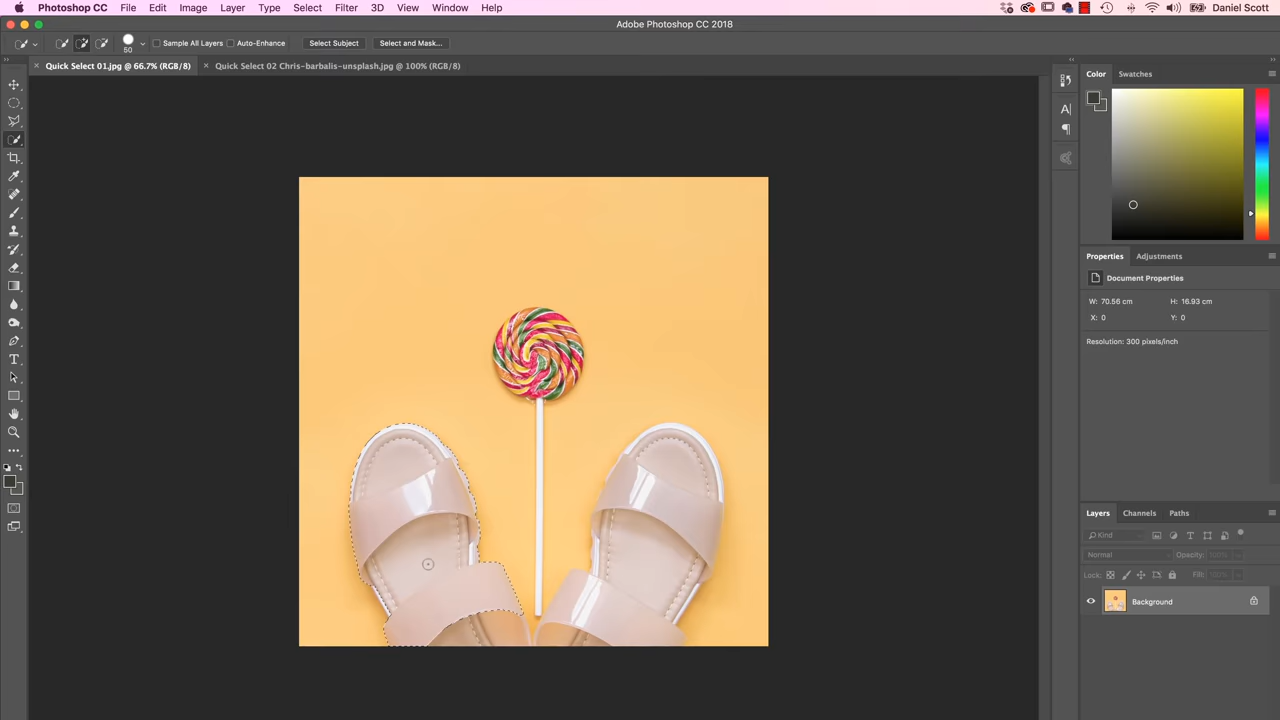 Photoshop CC File Edit Image Layer Type Select Filter 3D View Window Help Daniel Scott
Adobe Photoshop CC 2018
50 Sample All Layers Auto-Enhance Select Subject Select and Mask...
Quick Select 01.jpg @ 66.7% (RGB/8) Quick Select 02 Chris-barbalis-unsplash.jpg @ 100% (RGB/8)
Color Swatches
Properties Adjustments
Document Properties
W: 70.56 cm H: 16.93 cm
X: 0 Y: 0
Resolution: 300 pixels/inch
Layers Channels Paths
Kind
Normal Opacity: 100%
Lock: Fill: 100%
Background